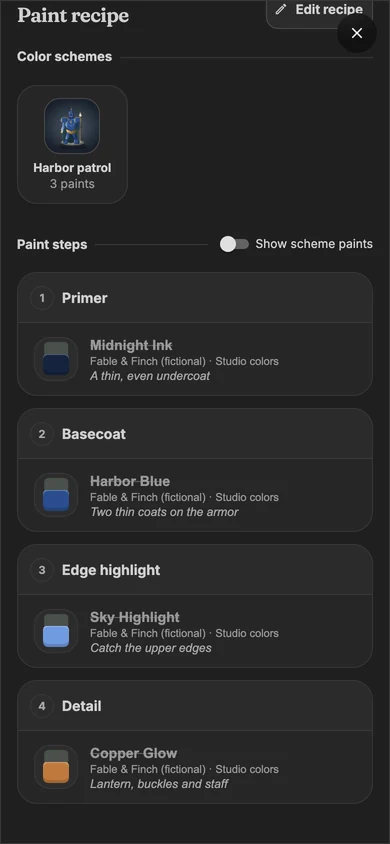 Paint recipe
Edit recipe
Color schemes
Harbor patrol
3 paints
Paint steps
Show scheme paints
1 Primer
Midnight Ink
Fable & Finch (fictional) · Studio colors
A thin, even undercoat
2 Basecoat
Harbor Blue
Fable & Finch (fictional) · Studio colors
Two thin coats on the armor
3 Edge highlight
Sky Highlight
Fable & Finch (fictional) · Studio colors
Catch the upper edges
4 Detail
Copper Glow
Fable & Finch (fictional) · Studio colors
Lantern, buckles and staff